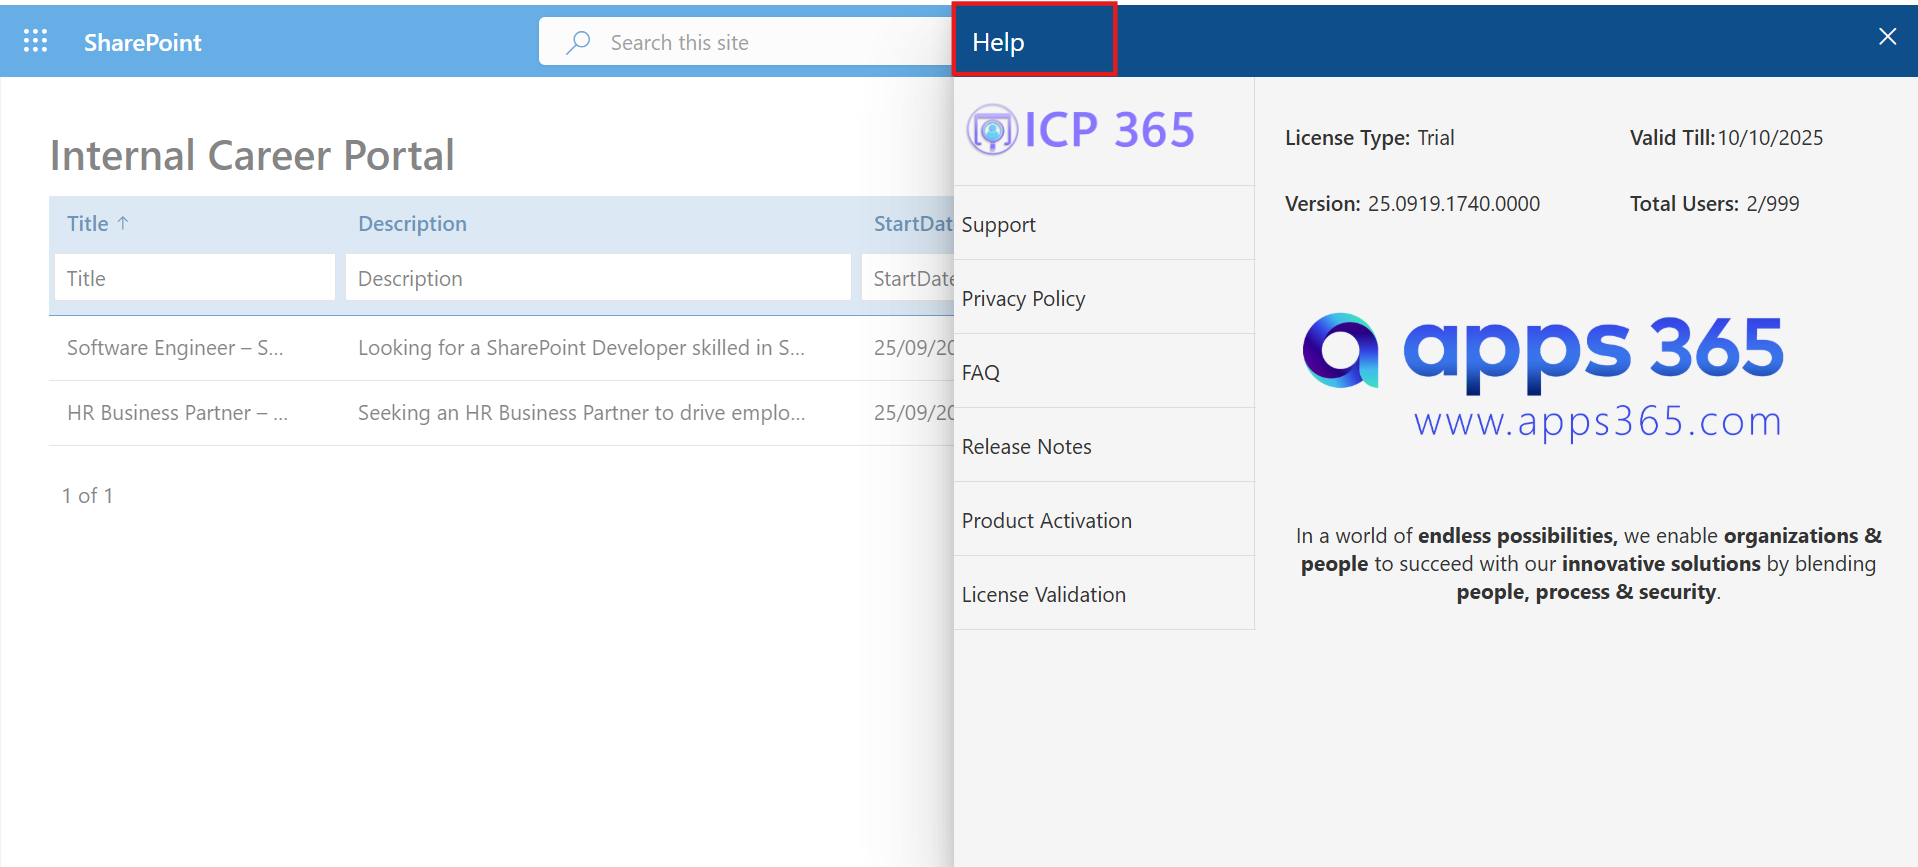 SharePoint
Search this site
Internal Career Portal
Title ↑ Description StartDat
Title Description StartDate
Software Engineer – S... Looking for a SharePoint Developer skilled in S... 25/09/20
HR Business Partner – ... Seeking an HR Business Partner to drive emplo... 25/09/20
1 of 1
Help
ICP 365
Support
Privacy Policy
FAQ
Release Notes
Product Activation
License Validation
License Type: Trial Valid Till:10/10/2025
Version: 25.0919.1740.0000 Total Users: 2/999
apps 365
www.apps365.com
In a world of endless possibilities, we enable organizations &
people to succeed with our innovative solutions by blending
people, process & security.